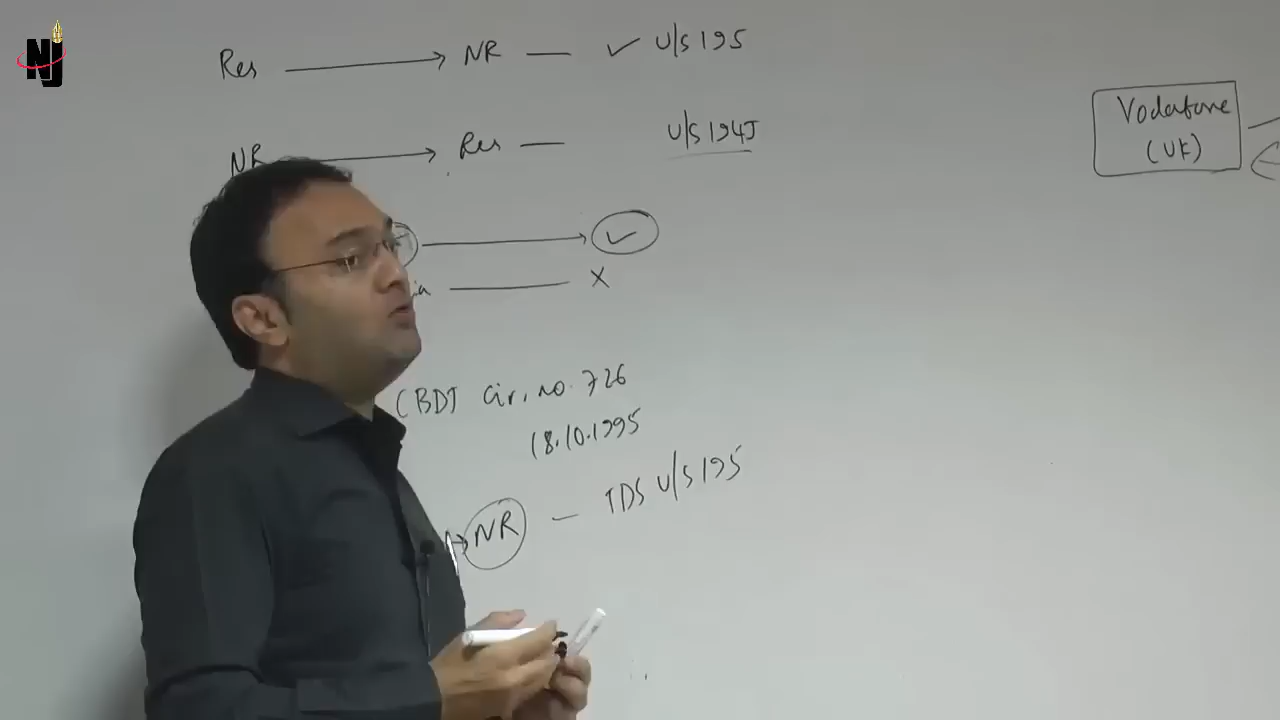 NJ
Res → NR — ✓ U/S 195
NR → Res — U/S 194J
→ ✓
ia — X
CBDT Cir. no. 726
18.10.1995
→ NR — TDS U/S 195
Vodafone
(UK)